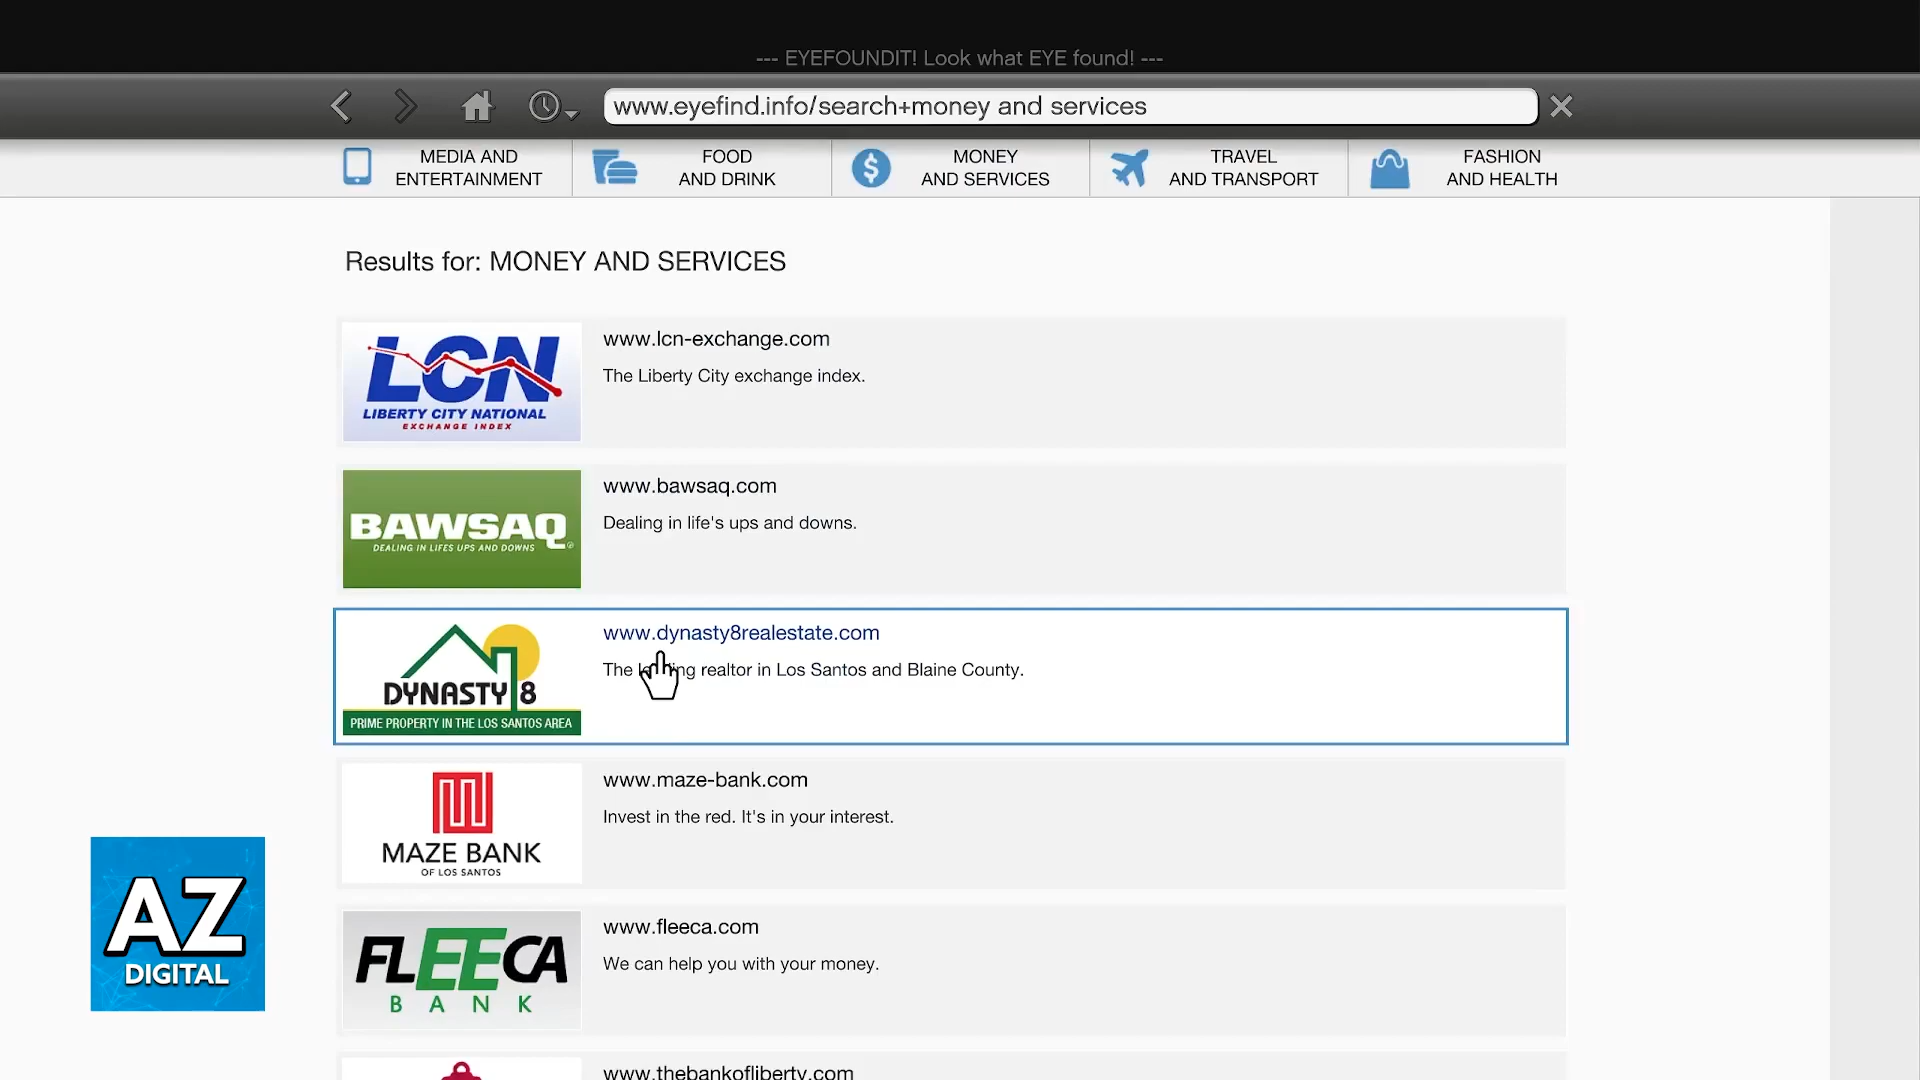 --- EYEFOUNDIT! Look what EYE found! ---
www.eyefind.info/search+money and services
MEDIA AND
ENTERTAINMENT
FOOD
AND DRINK
MONEY
AND SERVICES
TRAVEL
AND TRANSPORT
FASHION
AND HEALTH
Results for: MONEY AND SERVICES
LCN
LIBERTY CITY NATIONAL
EXCHANGE INDEX
www.lcn-exchange.com
The Liberty City exchange index.
BAWSAQ
DEALING IN LIFES UPS AND DOWNS
www.bawsaq.com
Dealing in life's ups and downs.
DYNASTY 8
PRIME PROPERTY IN THE LOS SANTOS AREA
www.dynasty8realestate.com
The realtor in Los Santos and Blaine County.
MAZE BANK
OF LOS SANTOS
www.maze-bank.com
Invest in the red. It's in your interest.
FLEECA
BANK
www.fleeca.com
We can help you with your money.
www.thebankofliberty.com
AZ
DIGITAL